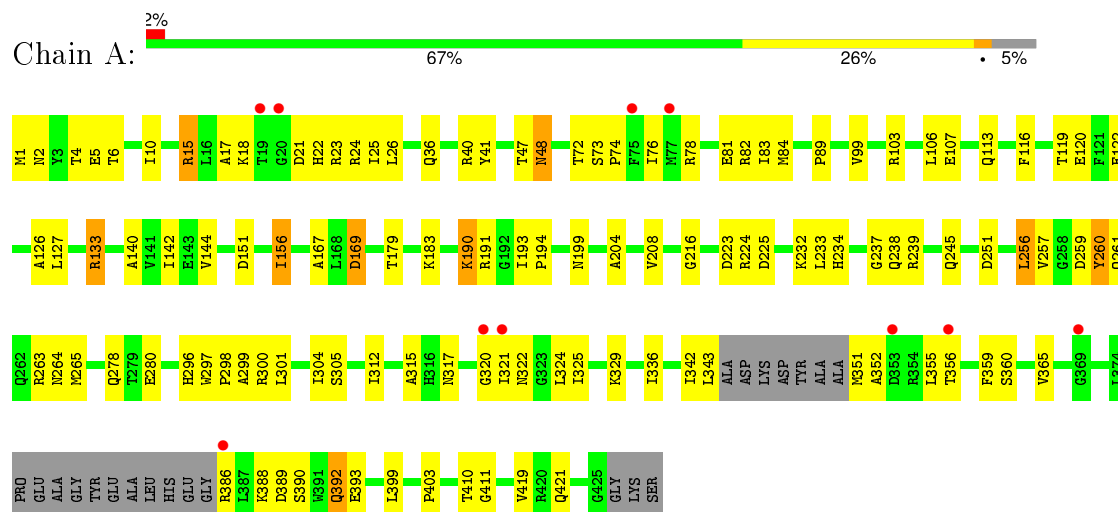 2%
Chain A: 67% 26% • 5%
M1 N2 Y3 T4 E5 T6 I10 R15 L16 A17 K18 T19 G20 D21 H22 R23 R24 I25 L26 Q36 R40 Y41 T47 N48 T72 S73 P74 F75 I76 M77 R78 E81 R82 I83 M84 P89 V99 R103 L106 E107 Q113 F116 T119 E120 F121
A126 L127 R133 A140 V141 I142 E143 V144 D151 I156 A167 L168 D169 T179 K183 K190 R191 G192 I193 P194 N199 A204 V208 G216 D223 R224 D225 K232 L233 H234 G237 Q238 R239 Q245 D251 L256 V257 G258 D259 Y260
Q262 R263 N264 M265 Q278 T279 E280 H296 W297 P298 A299 R300 L301 I304 S305 I312 A315 H316 N317 G320 I321 N322 G323 L324 I325 K329 I336 I342 L343 ALA ASP LYS ASP TYR ALA ALA M351 A352 D353 R354 L355 T356 F359 S360 V365 G369 L374
PRO GLU ALA GLY TYR GLU ALA LEU HIS GLU GLY R386 L387 K388 D389 S390 W391 Q392 E393 L399 P403 T410 G411 V419 R420 Q421 G425 GLY LYS SER